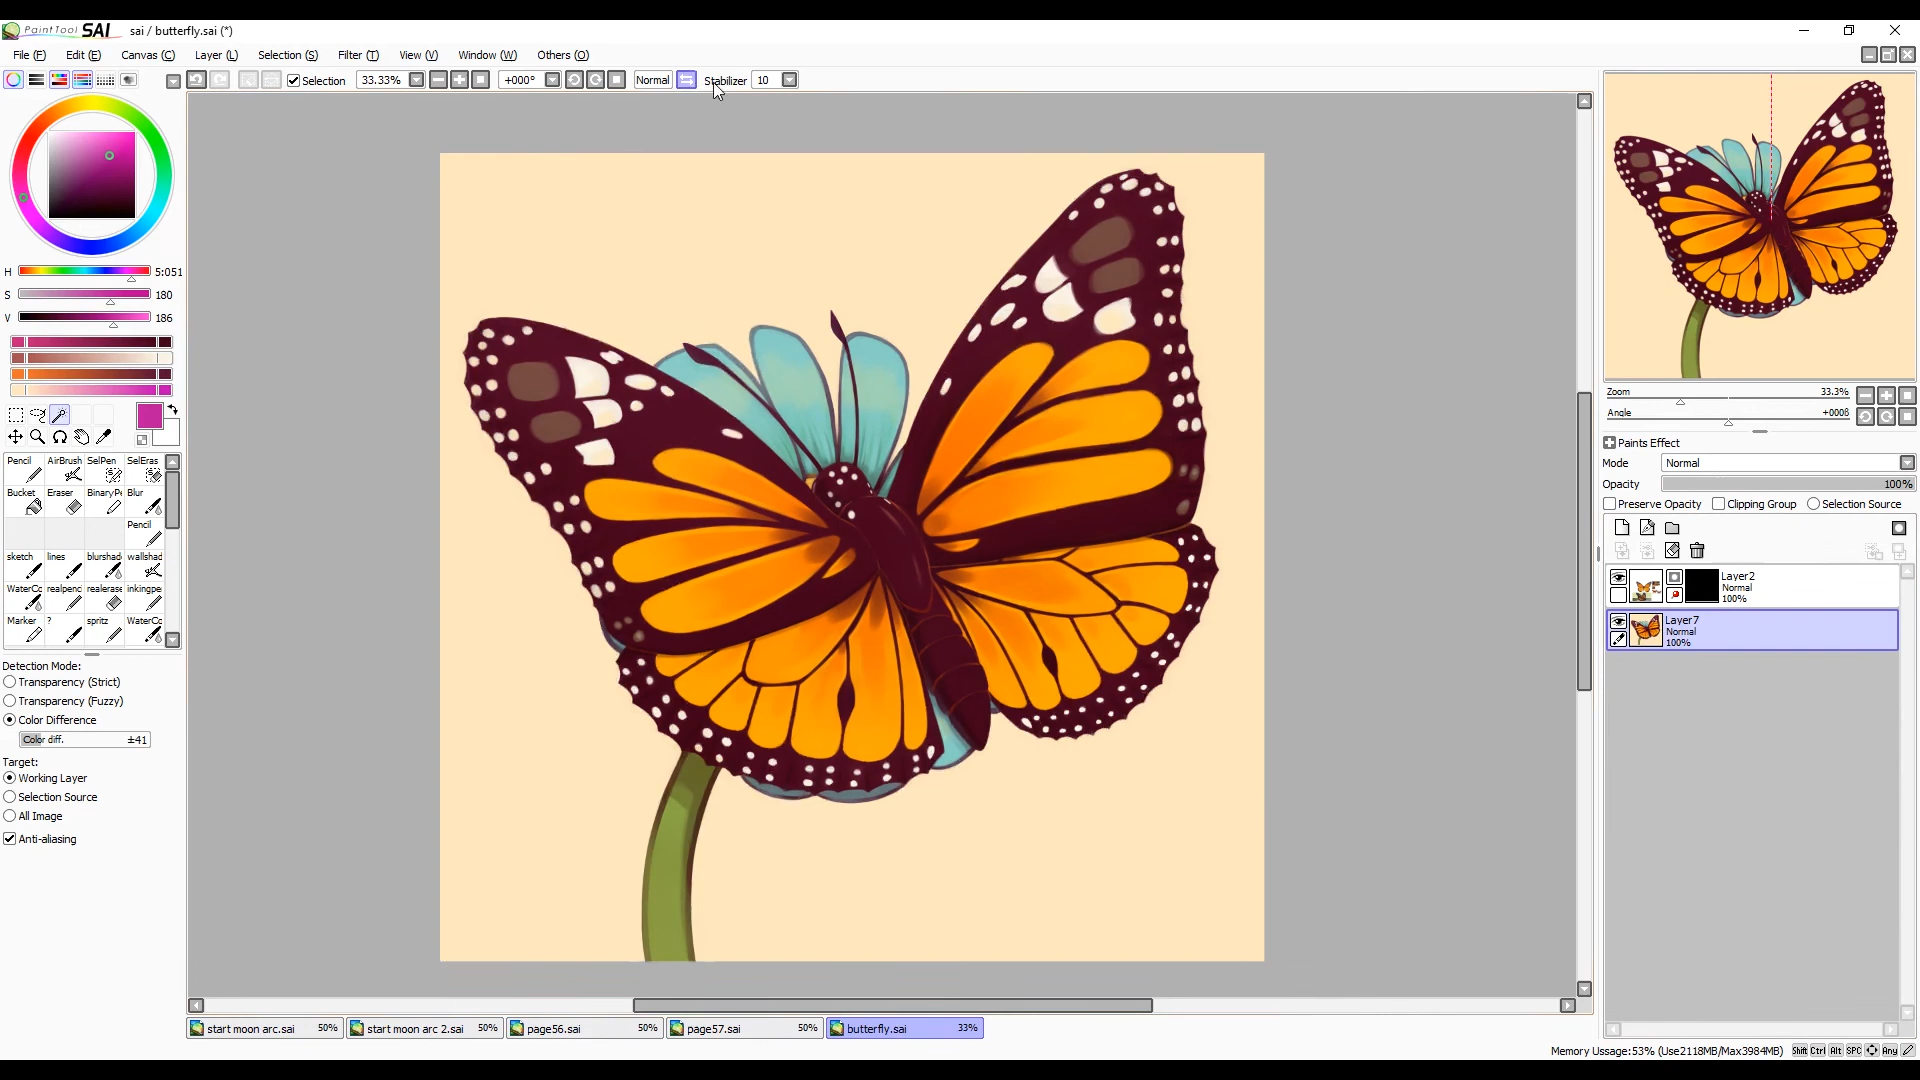 PaintTool SAI sai / butterfly.sai (*)
File (F) Edit (E) Canvas (C) Layer (L) Selection (S) Filter (T) View (V) Window (W) Others (O)
Selection 33.33% +000° Normal Stabilizer 10
H 5:051
S 180
V 186
Pencil AirBrush SelPen SelEras
Bucket Eraser BinaryPe Blur
Pencil
sketch lines blurshad wallshad
WaterCo realpenc realerase inkingpe
Marker ? spritz WaterCo
Detection Mode:
Transparency (Strict)
Transparency (Fuzzy)
Color Difference
Color diff. ±41
Target:
Working Layer
Selection Source
All Image
Anti-aliasing
Zoom 33.3%
Angle +000ß
Paints Effect
Mode Normal
Opacity 100%
Preserve Opacity Clipping Group Selection Source
Layer2
Normal
100%
Layer7
Normal
100%
start moon arc.sai 50% start moon arc 2.sai 50% page56.sai 50% page57.sai 50% butterfly.sai 33%
Memory Ussage:53% (Use2118MB/Max3984MB) Shift Ctrl Alt SPC Any